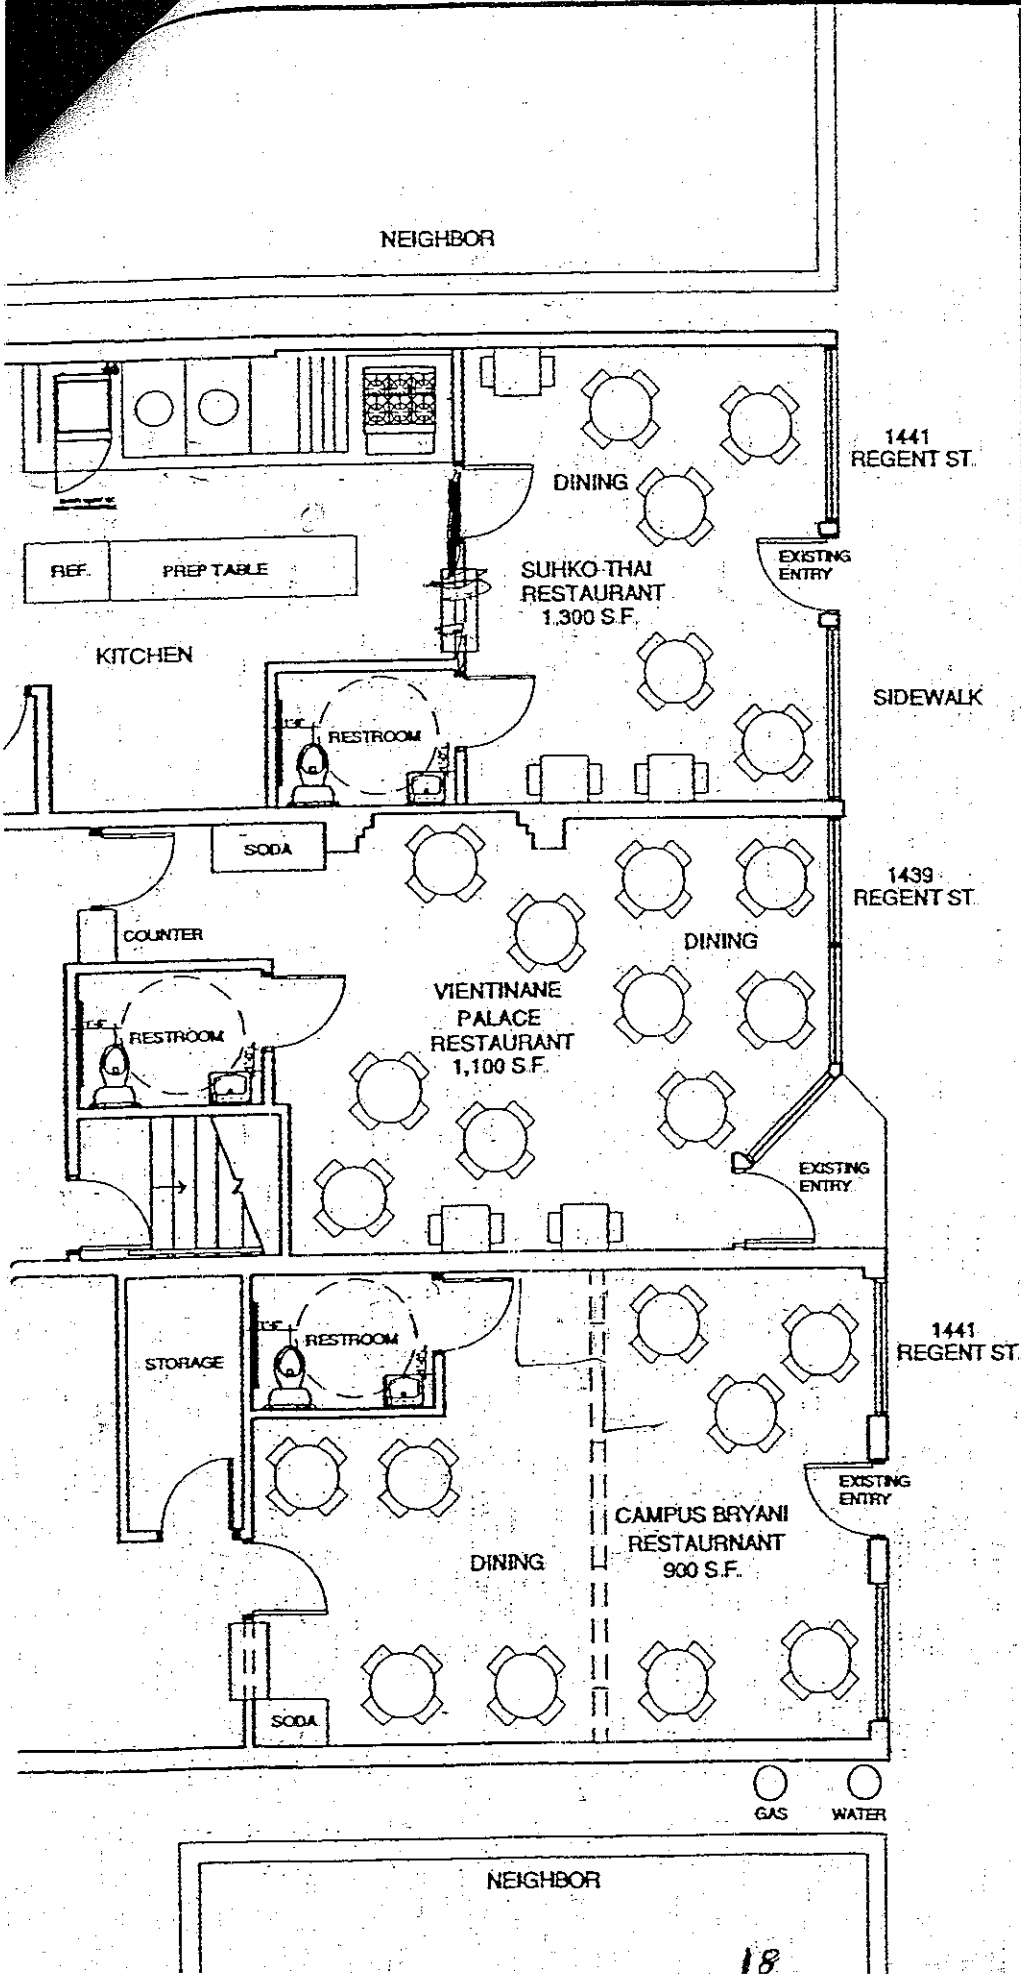 NEIGHBOR
1441
REGENT ST.
DINING
EXISTING
ENTRY
REF.
PREP TABLE
SUHKO THAI
RESTAURANT
1,300 S.F.
KITCHEN
SIDEWALK
RESTROOM
SODA
1439
REGENT ST.
COUNTER
DINING
VIENTINANE
PALACE
RESTAURANT
1,100 S.F.
RESTROOM
EXISTING
ENTRY
1441
REGENT ST.
RESTROOM
STORAGE
EXISTING
ENTRY
CAMPUS BRYANI
RESTAURNANT
900 S.F.
DINING
SODA
GAS
WATER
NEIGHBOR
18